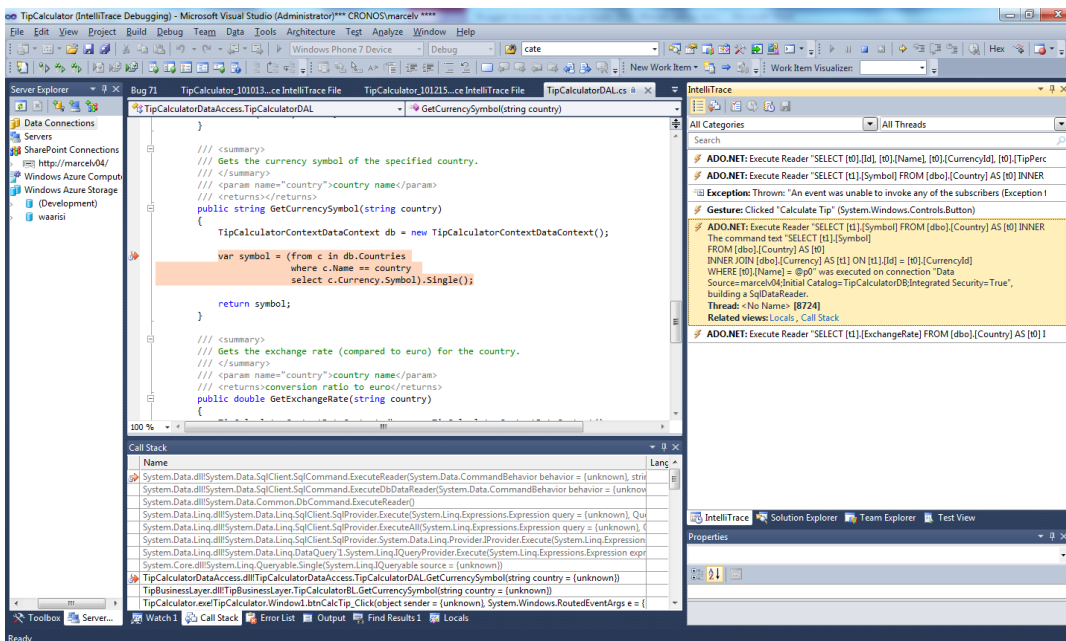 TipCalculator (IntelliTrace Debugging) - Microsoft Visual Studio (Administrator)*** CRONOS\marcelv ****
File Edit View Project Build Debug Team Data Tools Architecture Test Analyze Window Help
Windows Phone 7 Device Debug cate Hex
New Work Item Work Item Visualizer:
Server Explorer
Data Connections
Servers
SharePoint Connections
http://marcelv04/
Windows Azure Comput
Windows Azure Storage
(Development)
waarisi
Toolbox Server...
Bug 71 TipCalculator_101013...ce IntelliTrace File TipCalculator_101215...ce IntelliTrace File TipCalculatorDAL.cs
TipCalculatorDataAccess.TipCalculatorDAL GetCurrencySymbol(string country)
}
/// <summary>
/// Gets the currency symbol of the specified country.
/// </summary>
/// <param name="country">country name</param>
/// <returns></returns>
public string GetCurrencySymbol(string country)
{
TipCalculatorContextDataContext db = new TipCalculatorContextDataContext();
var symbol = (from c in db.Countries
where c.Name == country
select c.Currency.Symbol).Single();
return symbol;
}
/// <summary>
/// Gets the exchange rate (compared to euro) for the country.
/// </summary>
/// <param name="country">country name</param>
/// <returns>conversion ratio to euro</returns>
public double GetExchangeRate(string country)
{
100 %
Call Stack
Name Lang
System.Data.dll!System.Data.SqlClient.SqlCommand.ExecuteReader(System.Data.CommandBehavior behavior = {unknown}, strin
System.Data.dll!System.Data.SqlClient.SqlCommand.ExecuteDbDataReader(System.Data.CommandBehavior behavior = {unknow
System.Data.dll!System.Data.Common.DbCommand.ExecuteReader()
System.Data.Linq.dll!System.Data.Linq.SqlClient.SqlProvider.Execute(System.Linq.Expressions.Expression query = {unknown}, Qu
System.Data.Linq.dll!System.Data.Linq.SqlClient.SqlProvider.ExecuteAll(System.Linq.Expressions.Expression query = {unknown}, (
System.Data.Linq.dll!System.Data.Linq.SqlClient.SqlProvider.System.Data.Linq.Provider.IProvider.Execute(System.Linq.Expression
System.Data.Linq.dll!System.Data.Linq.DataQuery`1.System.Linq.IQueryProvider.Execute(System.Linq.Expressions.Expression expr
System.Core.dll!System.Linq.Queryable.Single(System.Linq.IQueryable source = {unknown})
TipCalculatorDataAccess.dll!TipCalculatorDataAccess.TipCalculatorDAL.GetCurrencySymbol(string country = {unknown})
TipBusinessLayer.dll!TipBusinessLayer.TipCalculatorBL.GetCurrencySymbol(string country = {unknown})
TipCalculator.exe!TipCalculator.Window1.btnCalcTip_Click(object sender = {unknown}, System.Windows.RoutedEventArgs e = {
Watch 1 Call Stack Error List Output Find Results 1 Locals
IntelliTrace
All Categories All Threads
Search
ADO.NET: Execute Reader "SELECT [t0].[Id], [t0].[Name], [t0].[CurrencyId], [t0].[TipPerc
ADO.NET: Execute Reader "SELECT [t1].[Symbol] FROM [dbo].[Country] AS [t0] INNER
Exception: Thrown: "An event was unable to invoke any of the subscribers (Exception t
Gesture: Clicked "Calculate Tip" (System.Windows.Controls.Button)
ADO.NET: Execute Reader "SELECT [t1].[Symbol] FROM [dbo].[Country] AS [t0] INNER
The command text "SELECT [t1].[Symbol]
FROM [dbo].[Country] AS [t0]
INNER JOIN [dbo].[Currency] AS [t1] ON [t1].[Id] = [t0].[CurrencyId]
WHERE [t0].[Name] = @p0" was executed on connection "Data
Source=marcelv04;Initial Catalog=TipCalculatorDB;Integrated Security=True",
building a SqlDataReader.
Thread: <No Name> [8724]
Related views: Locals, Call Stack
ADO.NET: Execute Reader "SELECT [t1].[ExchangeRate] FROM [dbo].[Country] AS [t0] I
IntelliTrace Solution Explorer Team Explorer Test View
Properties
Ready